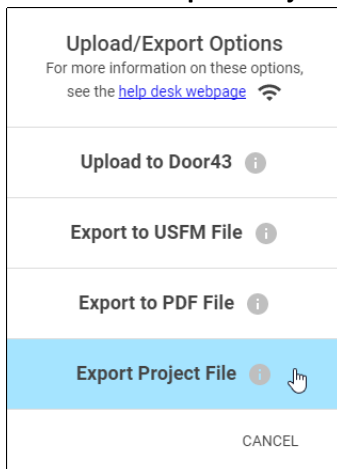 Upload/Export Options
For more information on these options,
see the help desk webpage
Upload to Door43
Export to USFM File
Export to PDF File
Export Project File
CANCEL